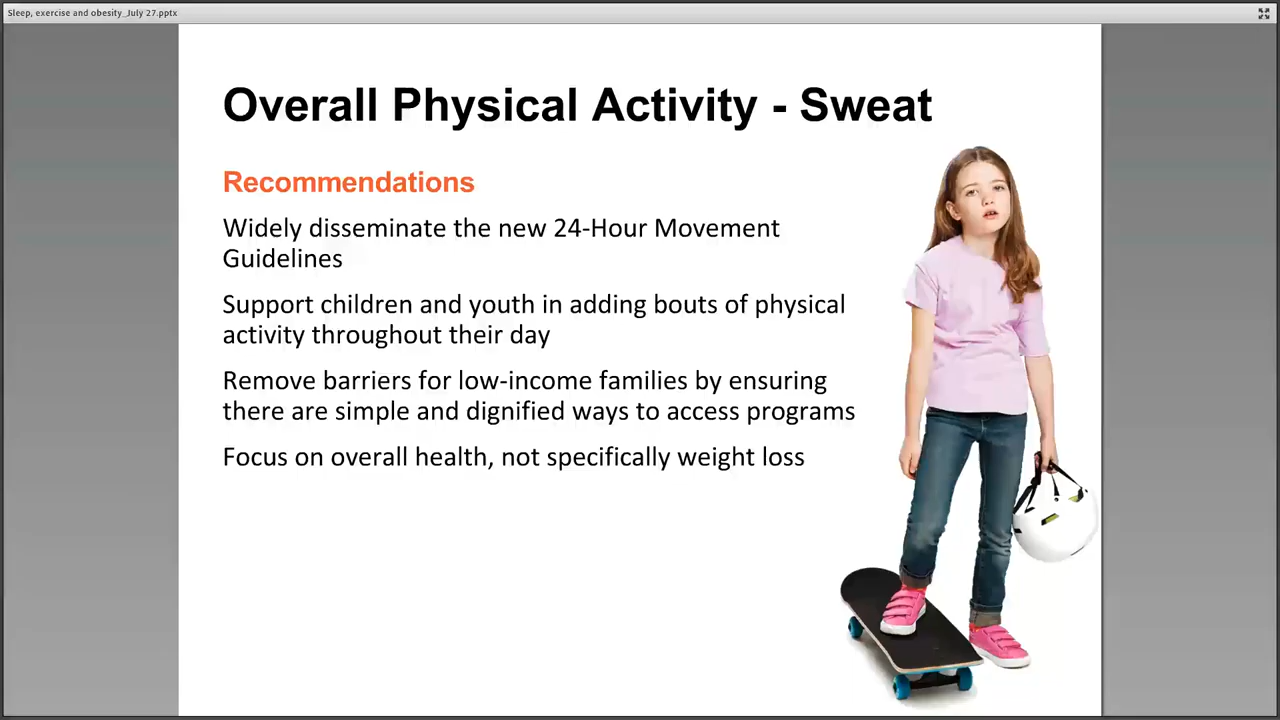 Sleep, exercise and obesity_July 27.pptx
Overall Physical Activity - Sweat
Recommendations
Widely disseminate the new 24-Hour Movement
Guidelines
Support children and youth in adding bouts of physical
activity throughout their day
Remove barriers for low-income families by ensuring
there are simple and dignified ways to access programs
Focus on overall health, not specifically weight loss